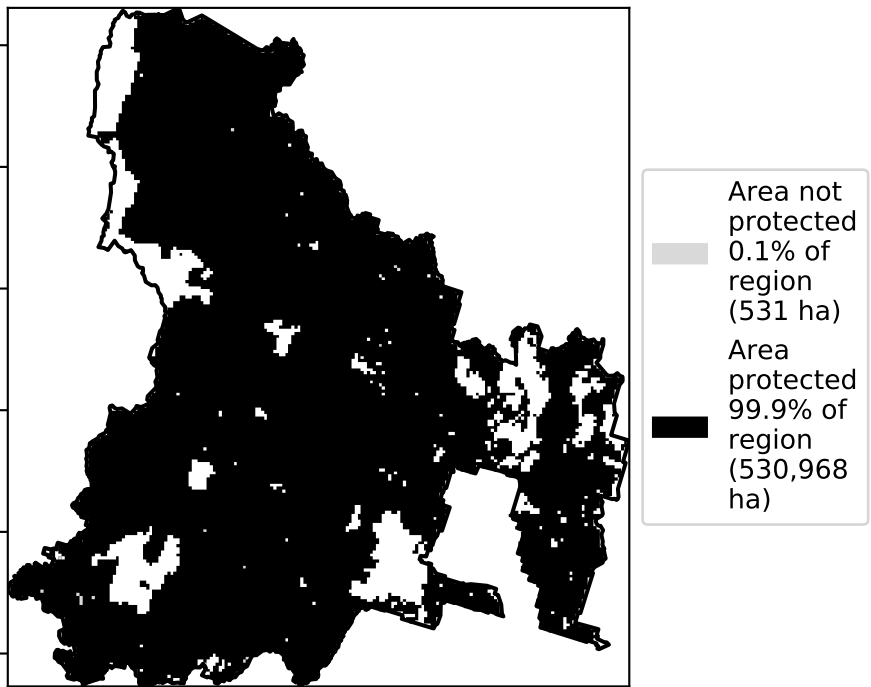 Area not
protected
0.1% of
region
(531 ha)
Area
protected
99.9% of
region
(530,968
ha)